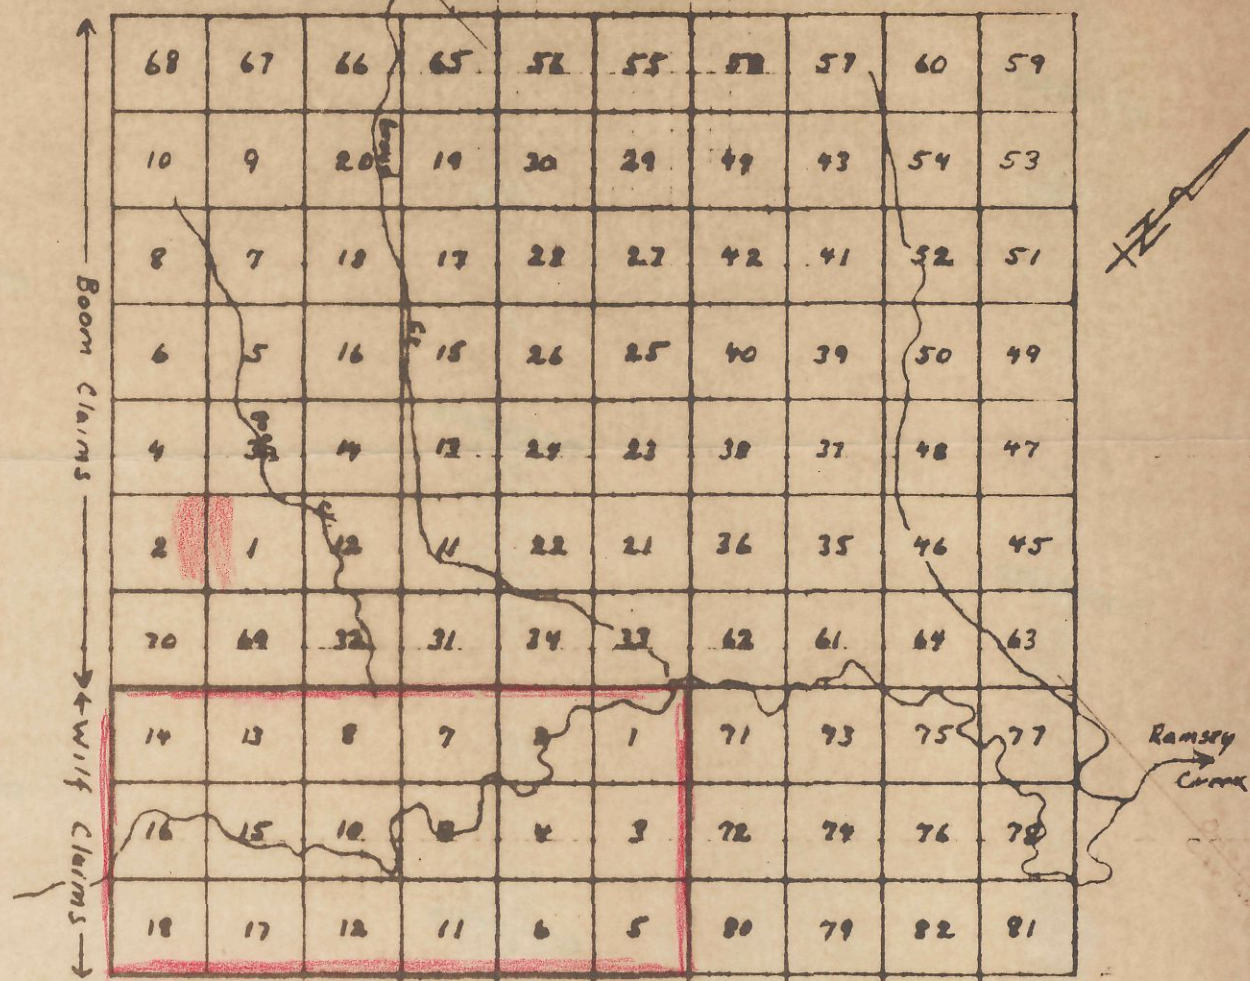 68 67 66 65 56 55 58 57 60 59
10 9 20 19 30 29 44 43 54 53
8 7 18 17 28 27 42 41 52 51
6 5 16 15 26 25 40 39 50 49
4 3 14 13 24 23 38 37 48 47
2 1 12 11 22 21 36 35 46 45
70 69 32 31 34 33 62 61 64 63
14 13 8 7 2 1 71 73 75 77
16 15 10 4 3 72 74 76 78
18 17 12 11 6 5 80 79 82 81
Boom Claims
Wilf Claims
Cr.
Cr.
N
Ramsey
Creek